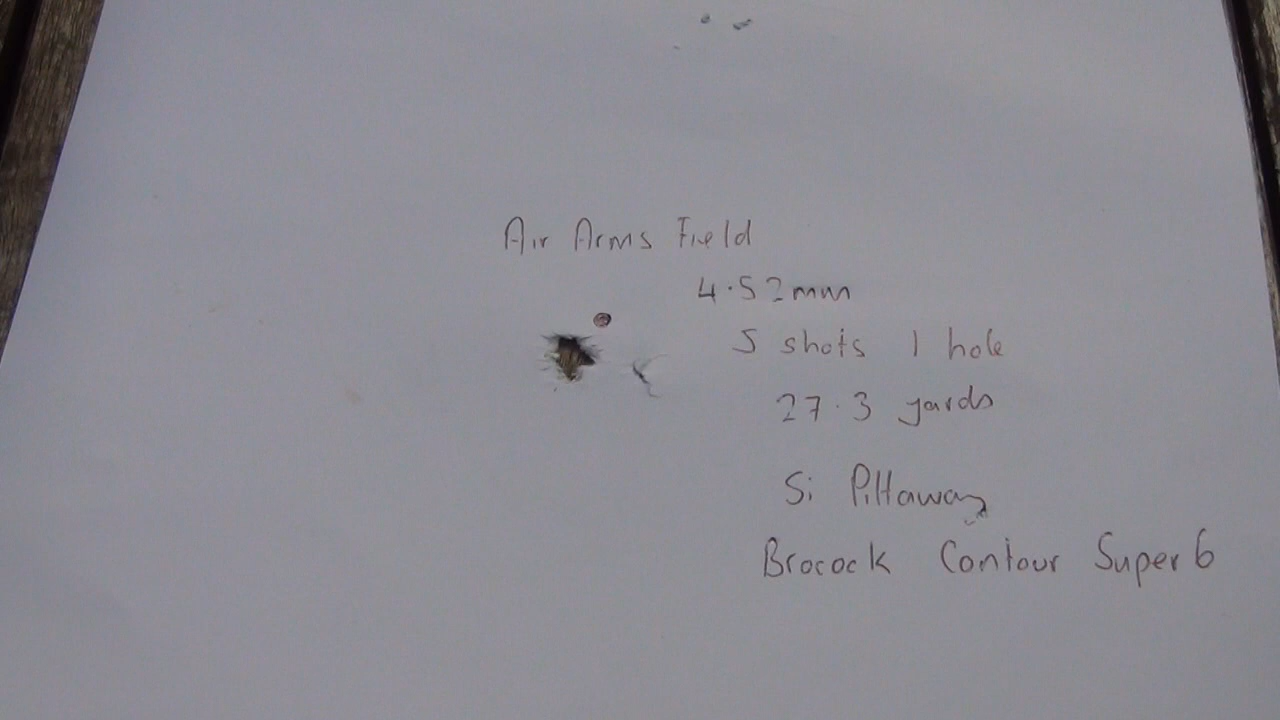 Air Arms Field
4.52mm
5 shots 1 hole
27.3 yards
Si Pittaway
Brocock Contour Super 6